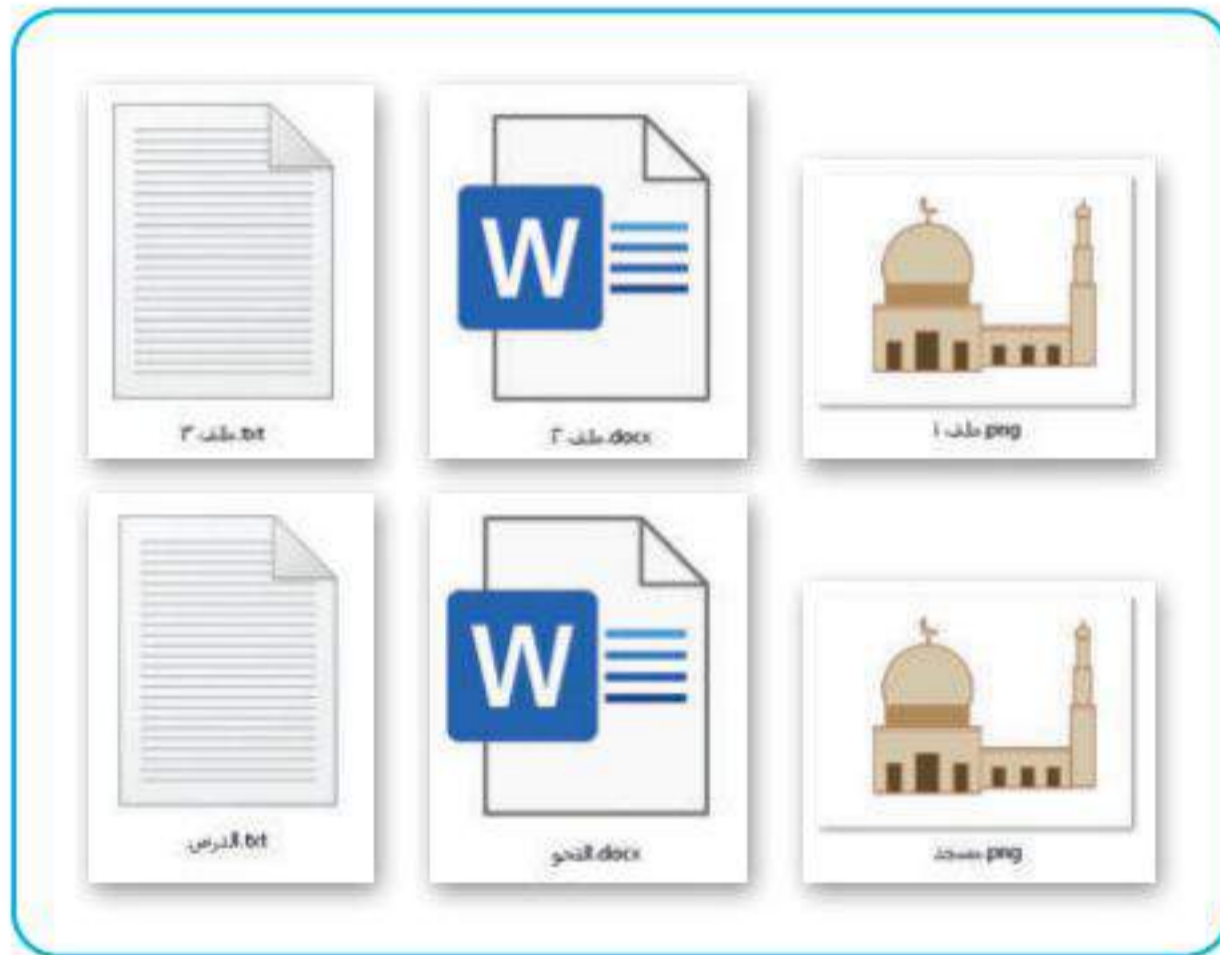 ملف ١.png
ملف ٢.docx
ملف ٣.txt
مسجد.png
النحو.docx
الدرس.txt
W
W